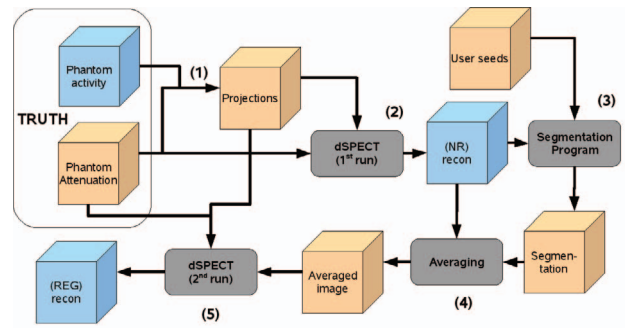 Phantom
activity
(1)
Projections
User seeds
TRUTH
Phantom
Attenuation
(2)
dSPECT
(1st run)
(NR)
recon
(3)
Segmentation
Program
(REG)
recon
dSPECT
(2nd run)
(5)
Averaged
image
Averaging
(4)
Segmen-
tation